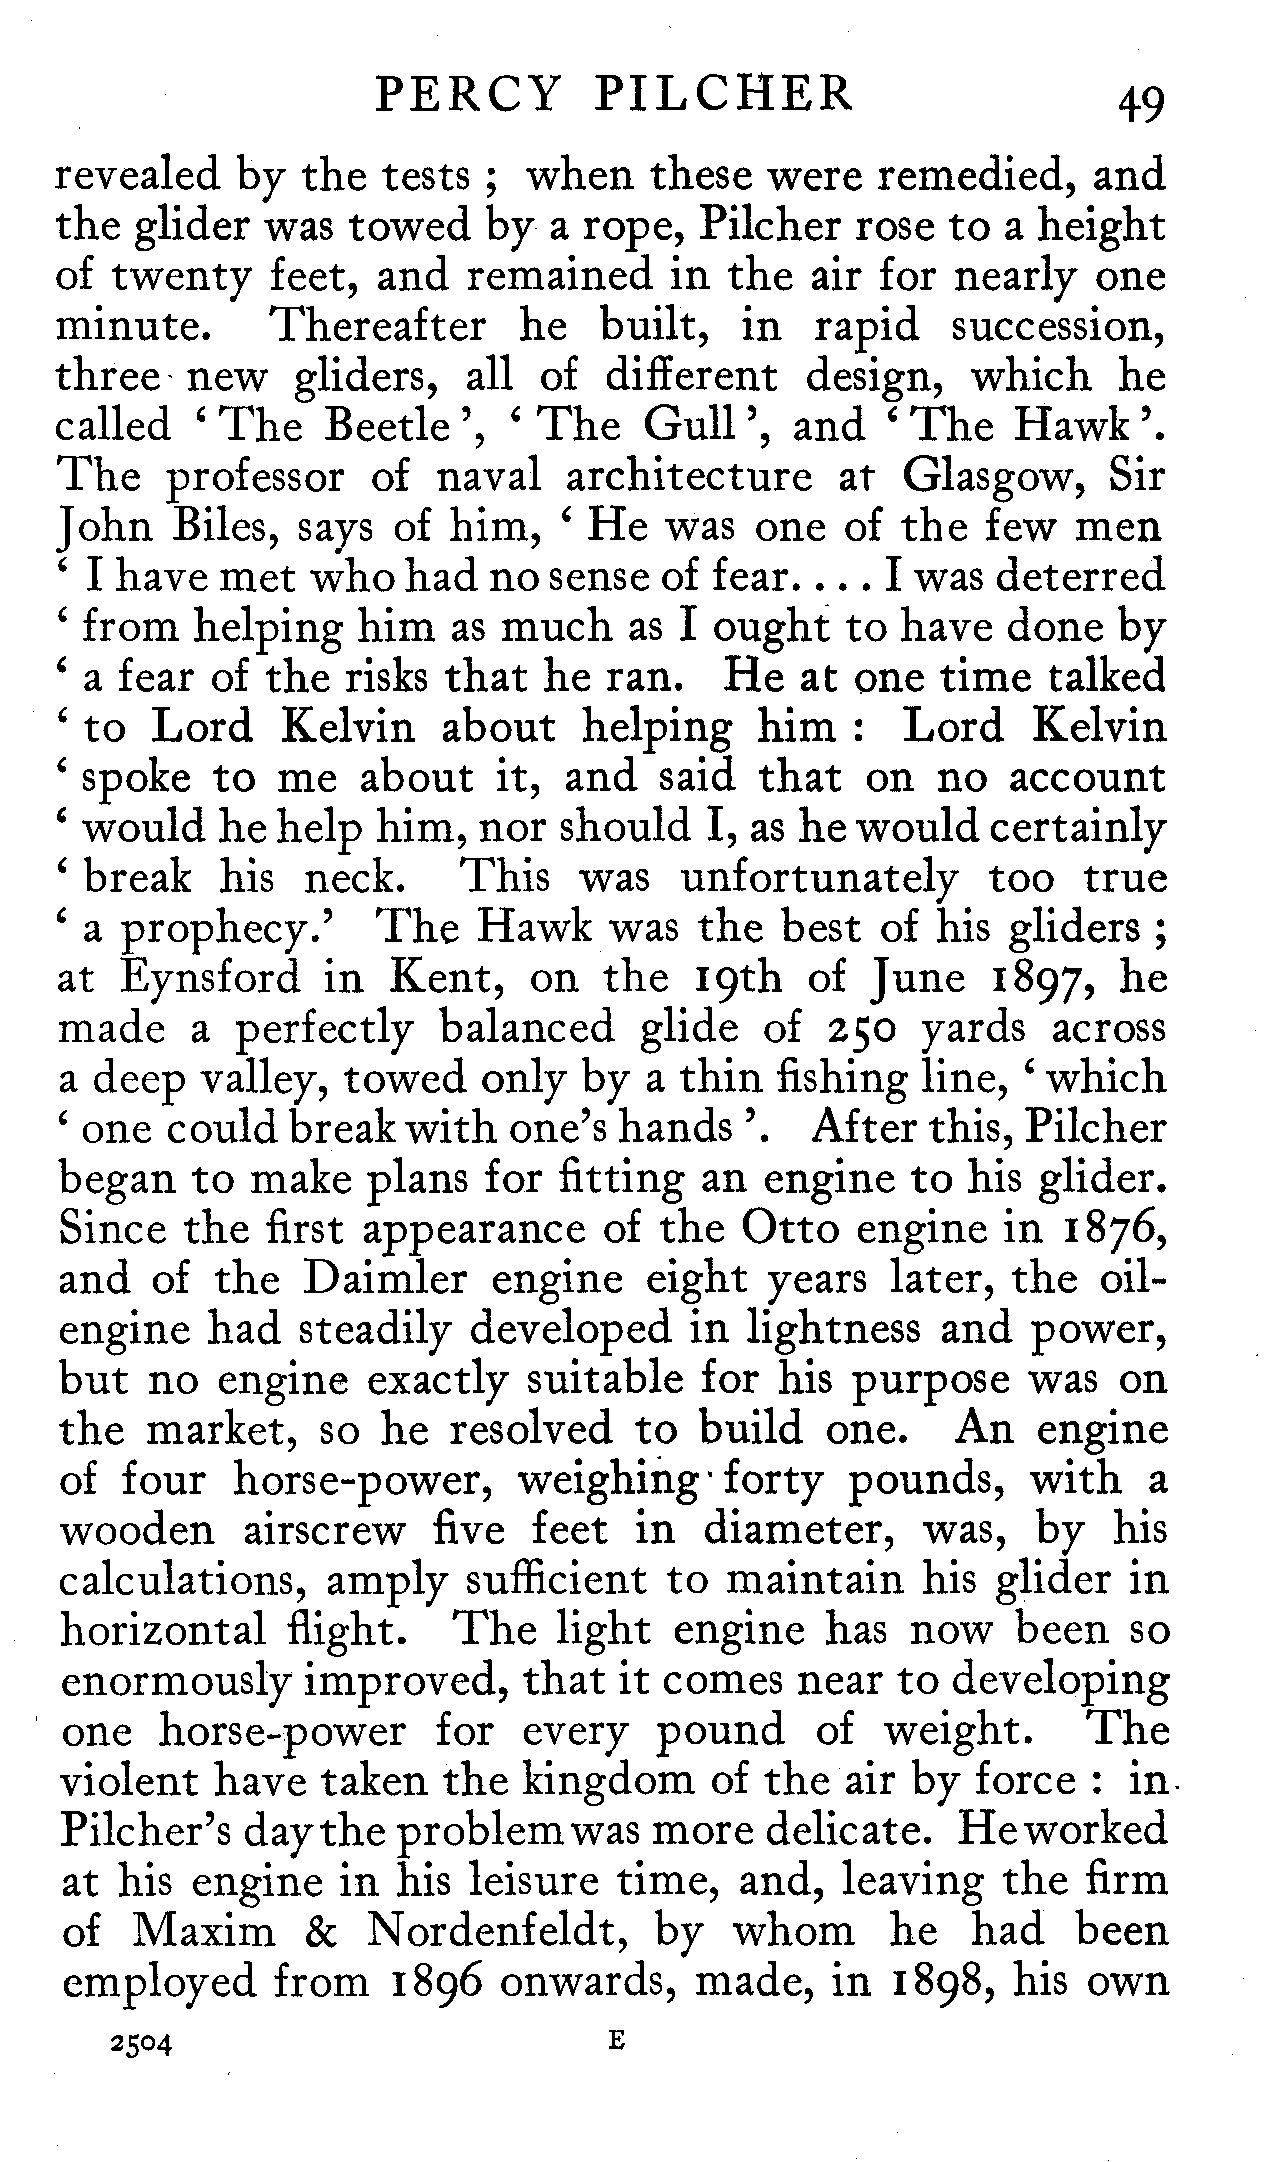 PERCY PILCHER 49
revealed by the tests ; when these were remedied, and
the glider was towed by a rope, Pilcher rose to a height
of twenty feet, and remained in the air for nearly one
minute. Thereafter he built, in rapid succession,
three new gliders, all of different design, which he
called ‘ The Beetle ’, ‘ The Gull ’, and ‘ The Hawk ’.
The professor of naval architecture at Glasgow, Sir
John Biles, says of him, ‘ He was one of the few men
‘ I have met who had no sense of fear. . . . I was deterred
‘ from helping him as much as I ought to have done by
‘ a fear of the risks that he ran. He at one time talked
‘ to Lord Kelvin about helping him : Lord Kelvin
‘ spoke to me about it, and said that on no account
‘ would he help him, nor should I, as he would certainly
‘ break his neck. This was unfortunately too true
‘ a prophecy.’ The Hawk was the best of his gliders ;
at Eynsford in Kent, on the 19th of June 1897, he
made a perfectly balanced glide of 250 yards across
a deep valley, towed only by a thin fishing line, ‘ which
‘ one could break with one’s hands ’. After this, Pilcher
began to make plans for fitting an engine to his glider.
Since the first appearance of the Otto engine in 1876,
and of the Daimler engine eight years later, the oil-
engine had steadily developed in lightness and power,
but no engine exactly suitable for his purpose was on
the market, so he resolved to build one. An engine
of four horse-power, weighing forty pounds, with a
wooden airscrew five feet in diameter, was, by his
calculations, amply sufficient to maintain his glider in
horizontal flight. The light engine has now been so
enormously improved, that it comes near to developing
one horse-power for every pound of weight. The
violent have taken the kingdom of the air by force : in
Pilcher’s day the problem was more delicate. He worked
at his engine in his leisure time, and, leaving the firm
of Maxim & Nordenfeldt, by whom he had been
employed from 1896 onwards, made, in 1898, his own
2504 E